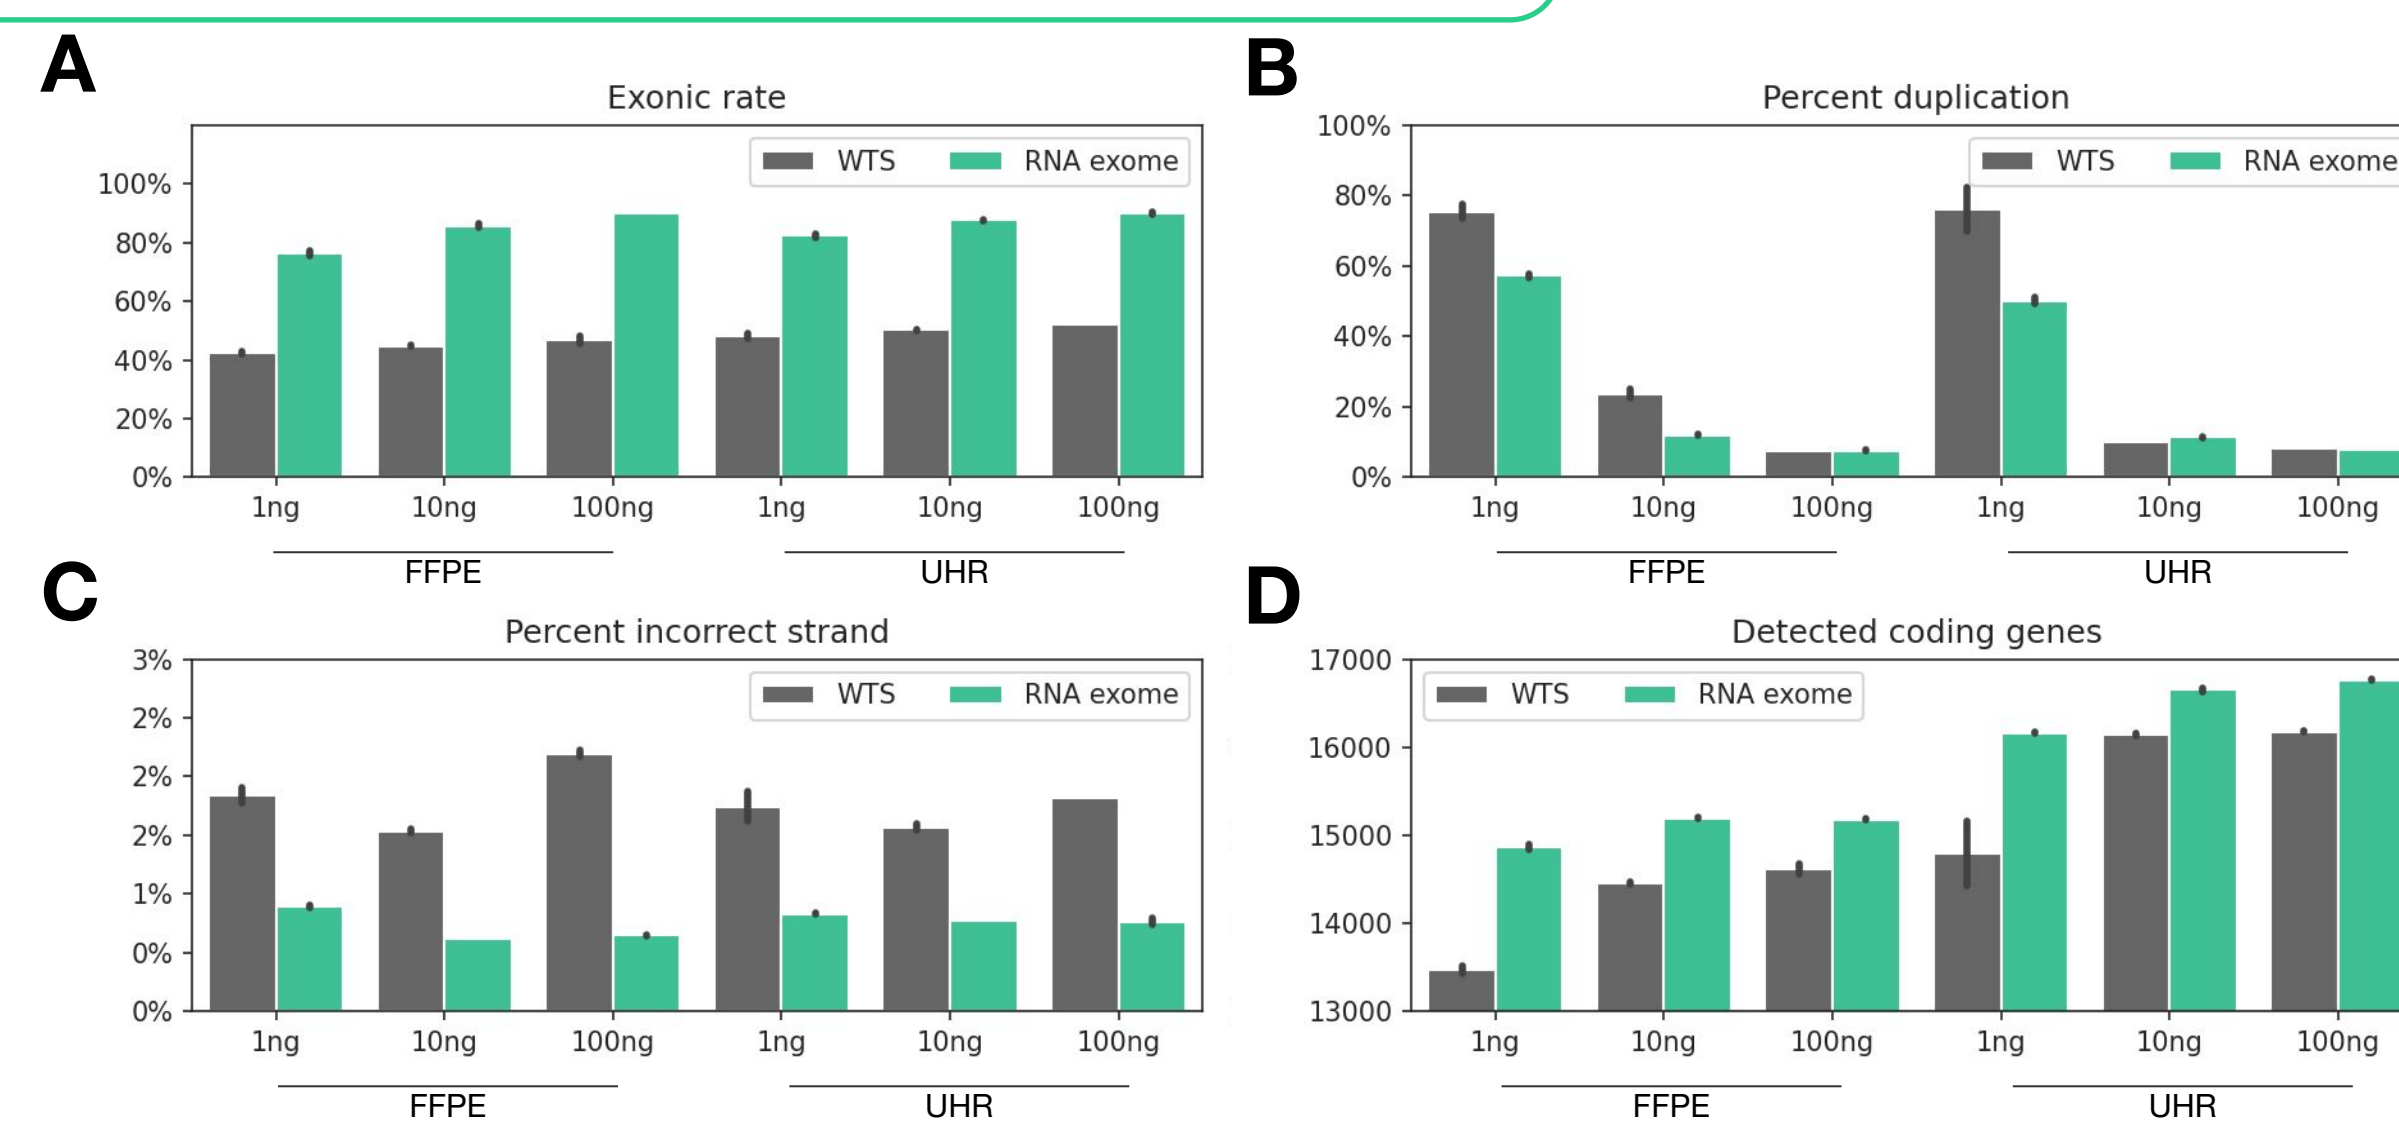 A
Exonic rate
WTS RNA exome
100%
80%
60%
40%
20%
0%
1ng 10ng 100ng 1ng 10ng 100ng
FFPE UHR
B
Percent duplication
WTS RNA exome
100%
80%
60%
40%
20%
0%
1ng 10ng 100ng 1ng 10ng 100ng
FFPE UHR
C
Percent incorrect strand
WTS RNA exome
3%
2%
2%
2%
1%
0%
0%
1ng 10ng 100ng 1ng 10ng 100ng
FFPE UHR
D
Detected coding genes
WTS RNA exome
17000
16000
15000
14000
13000
1ng 10ng 100ng 1ng 10ng 100ng
FFPE UHR